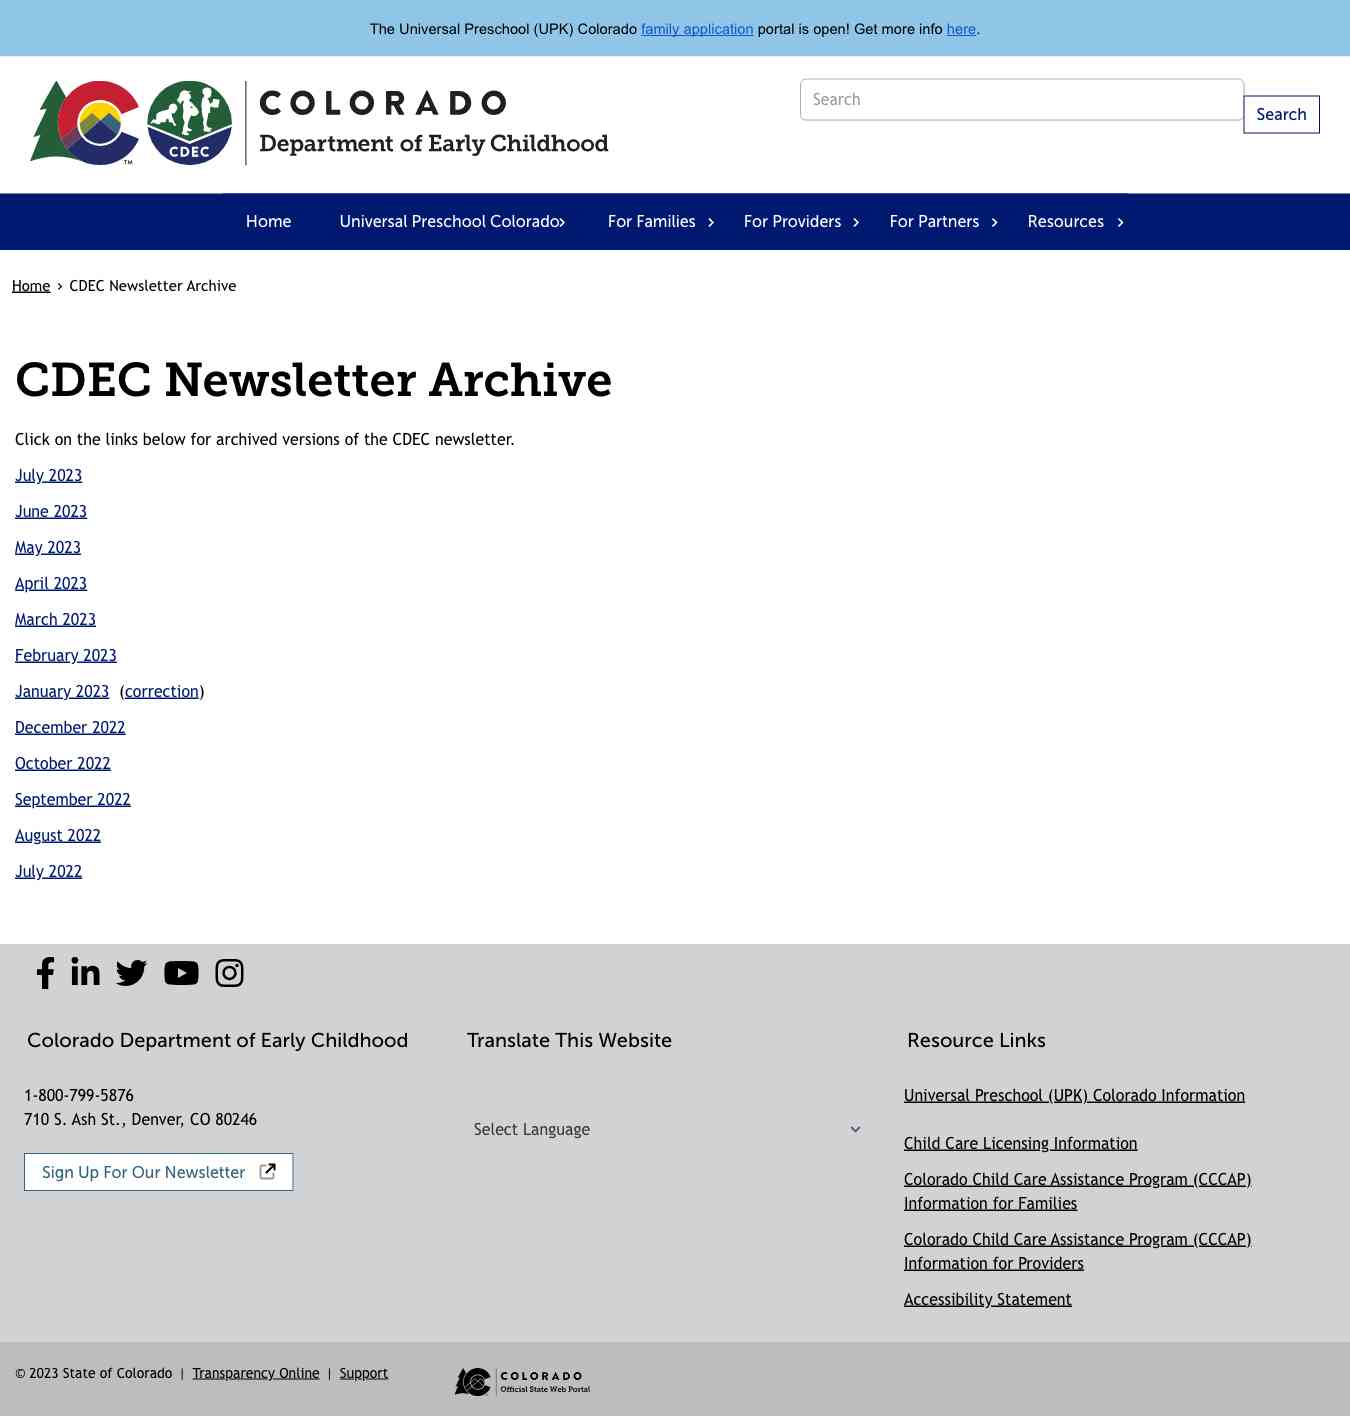 The Universal Preschool (UPK) Colorado family application portal is open! Get more info here.
CDEC
TM
COLORADO
Department of Early Childhood
Search
Search
Home Universal Preschool Colorado For Families For Providers For Partners Resources
Home › CDEC Newsletter Archive
CDEC Newsletter Archive
Click on the links below for archived versions of the CDEC newsletter.
July 2023
June 2023
May 2023
April 2023
March 2023
February 2023
January 2023 (correction)
December 2022
October 2022
September 2022
August 2022
July 2022
Colorado Department of Early Childhood
1-800-799-5876
710 S. Ash St., Denver, CO 80246
Sign Up For Our Newsletter
Translate This Website
Select Language
Resource Links
Universal Preschool (UPK) Colorado Information
Child Care Licensing Information
Colorado Child Care Assistance Program (CCCAP)
Information for Families
Colorado Child Care Assistance Program (CCCAP)
Information for Providers
Accessibility Statement
© 2023 State of Colorado | Transparency Online | Support
COLORADO
Official State Web Portal